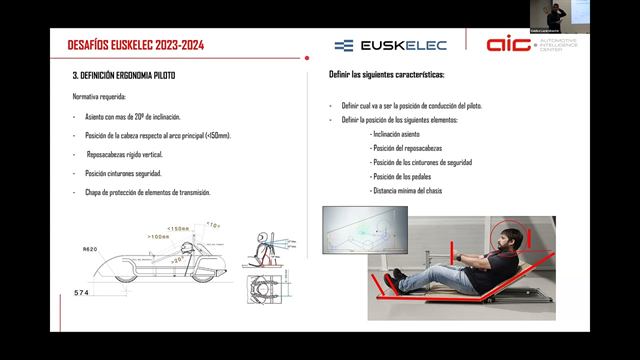 DESAFÍOS EUSKELEC 2023-2024
EUSKELEC
aic
AUTOMOTIVE
INTELLIGENCE
CENTER
3. DEFINICIÓN ERGONOMIA PILOTO
Normativa requerida:
- Asiento con mas de 20º de inclinación.
- Posición de la cabeza respecto al arco principal (<150mm).
- Reposacabezas rígido vertical.
- Posición cinturones seguridad.
- Chapa de protección de elementos de transmisión.
Definir las siguientes características:
- Definir cual va a ser la posición de conducción del piloto.
- Definir la posición de los siguientes elementos:
- Inclinación asiento
- Posición del reposacabezas
- Posición de los cinturones de seguridad
- Posición de los pedales
- Distancia mínima del chasis
<10°
<150mm
>100mm
R620
>20°
574